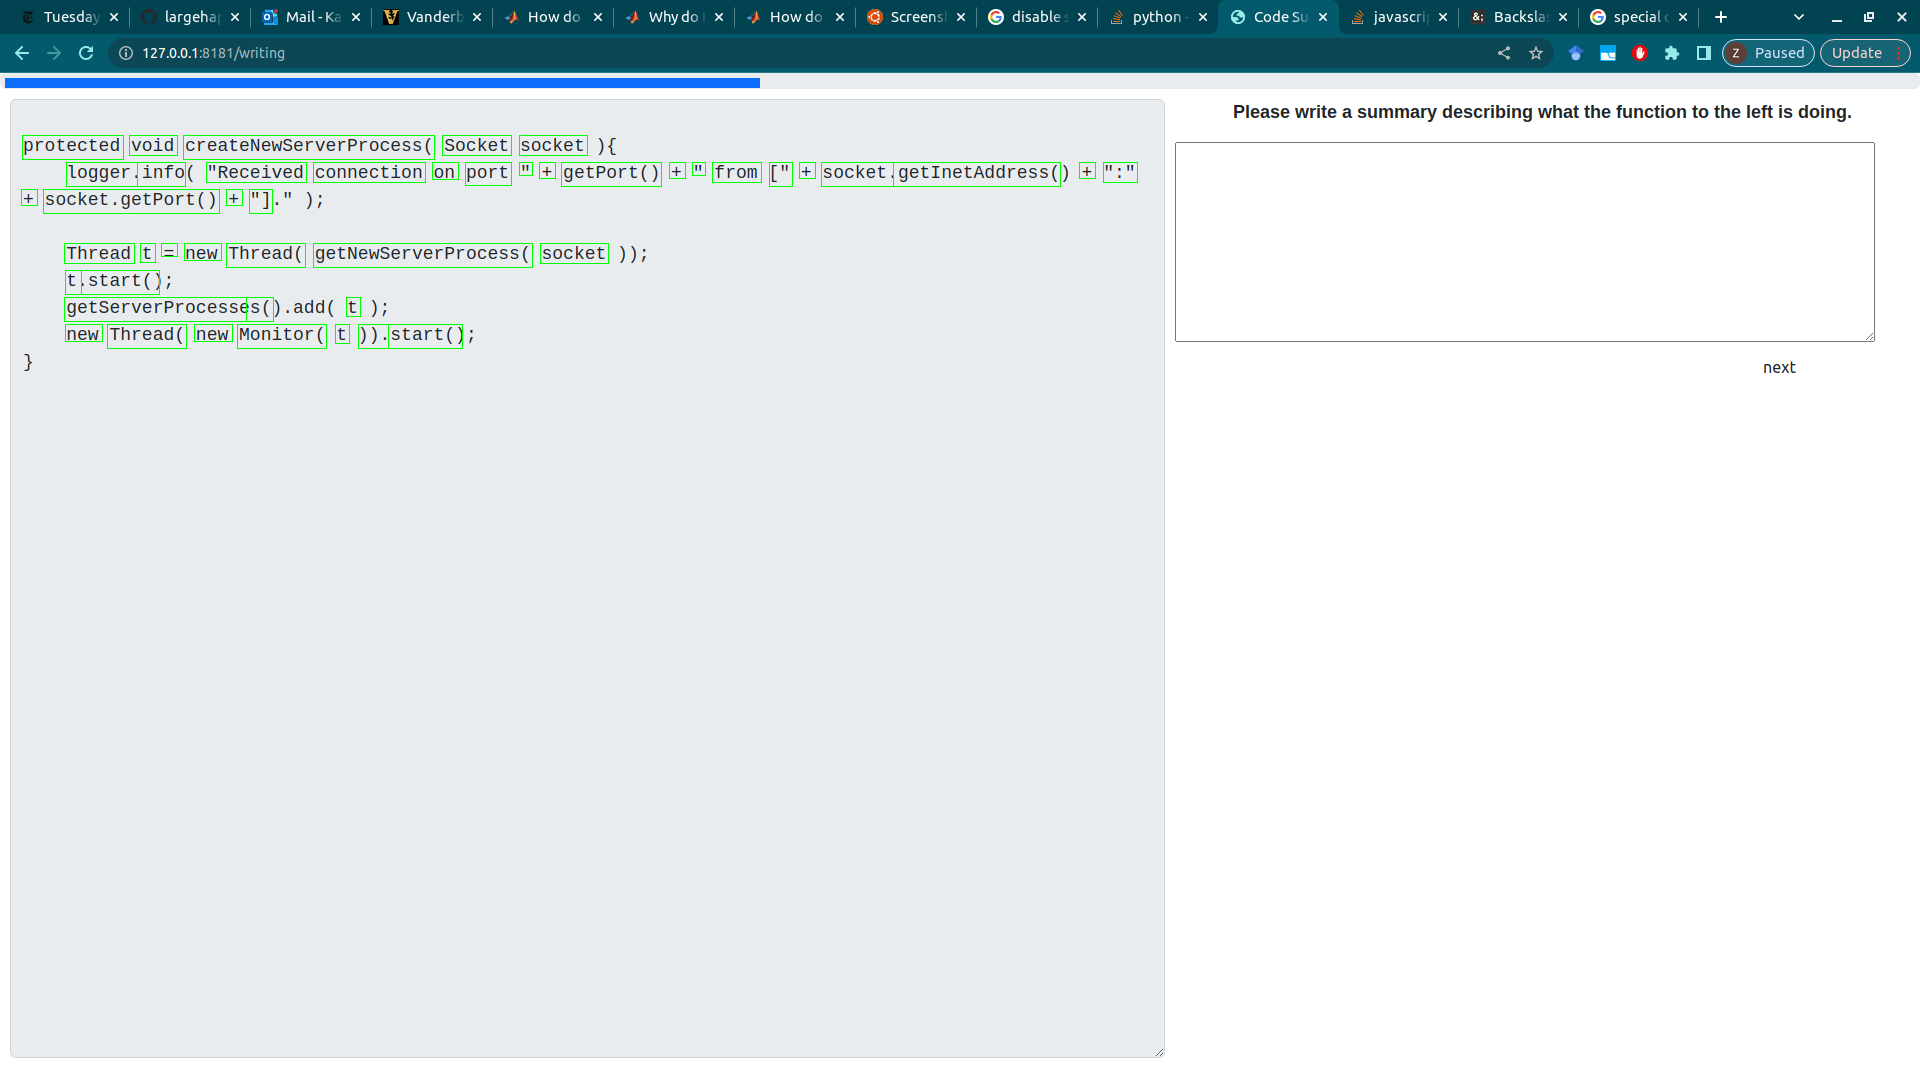 Tuesday
largehap
Mail - Ka
Vanderb
How do
Why do
How do
Screens
disable s
python -
Code Su
javascrip
Backslas
special c
127.0.0.1:8181/writing
Z Paused
Update
Please write a summary describing what the function to the left is doing.
protected void createNewServerProcess( Socket socket ){
logger.info( "Received connection on port " + getPort() + " from [" + socket.getInetAddress() + ":"
+ socket.getPort() + "]." );
Thread t = new Thread( getNewServerProcess( socket ));
t.start();
getServerProcesses().add( t );
new Thread( new Monitor( t )).start();
}
next